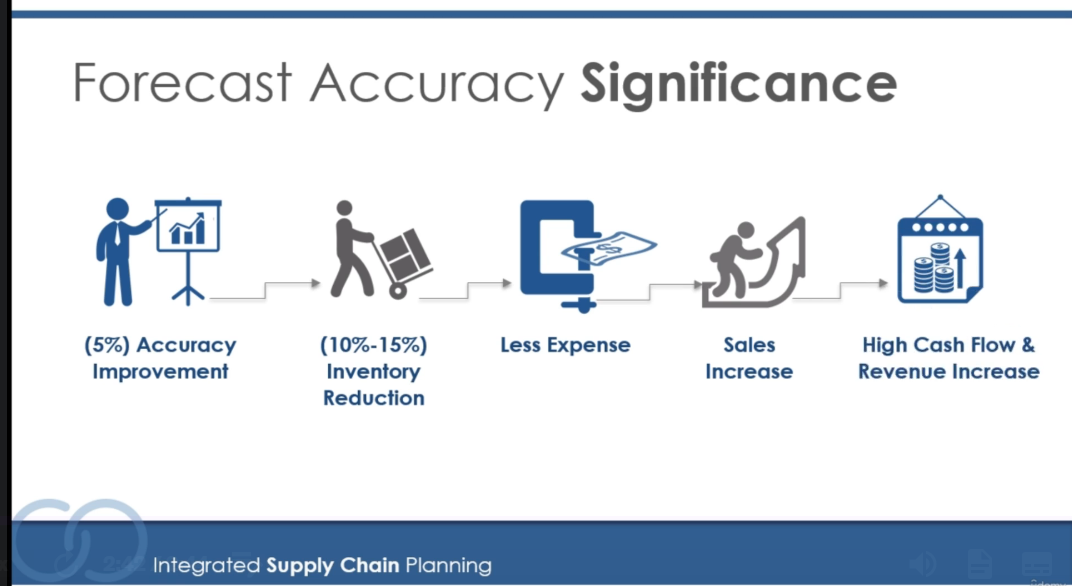 Forecast Accuracy Significance
(5%) Accuracy
Improvement
(10%-15%)
Inventory
Reduction
Less Expense
Sales
Increase
High Cash Flow &
Revenue Increase
Integrated Supply Chain Planning